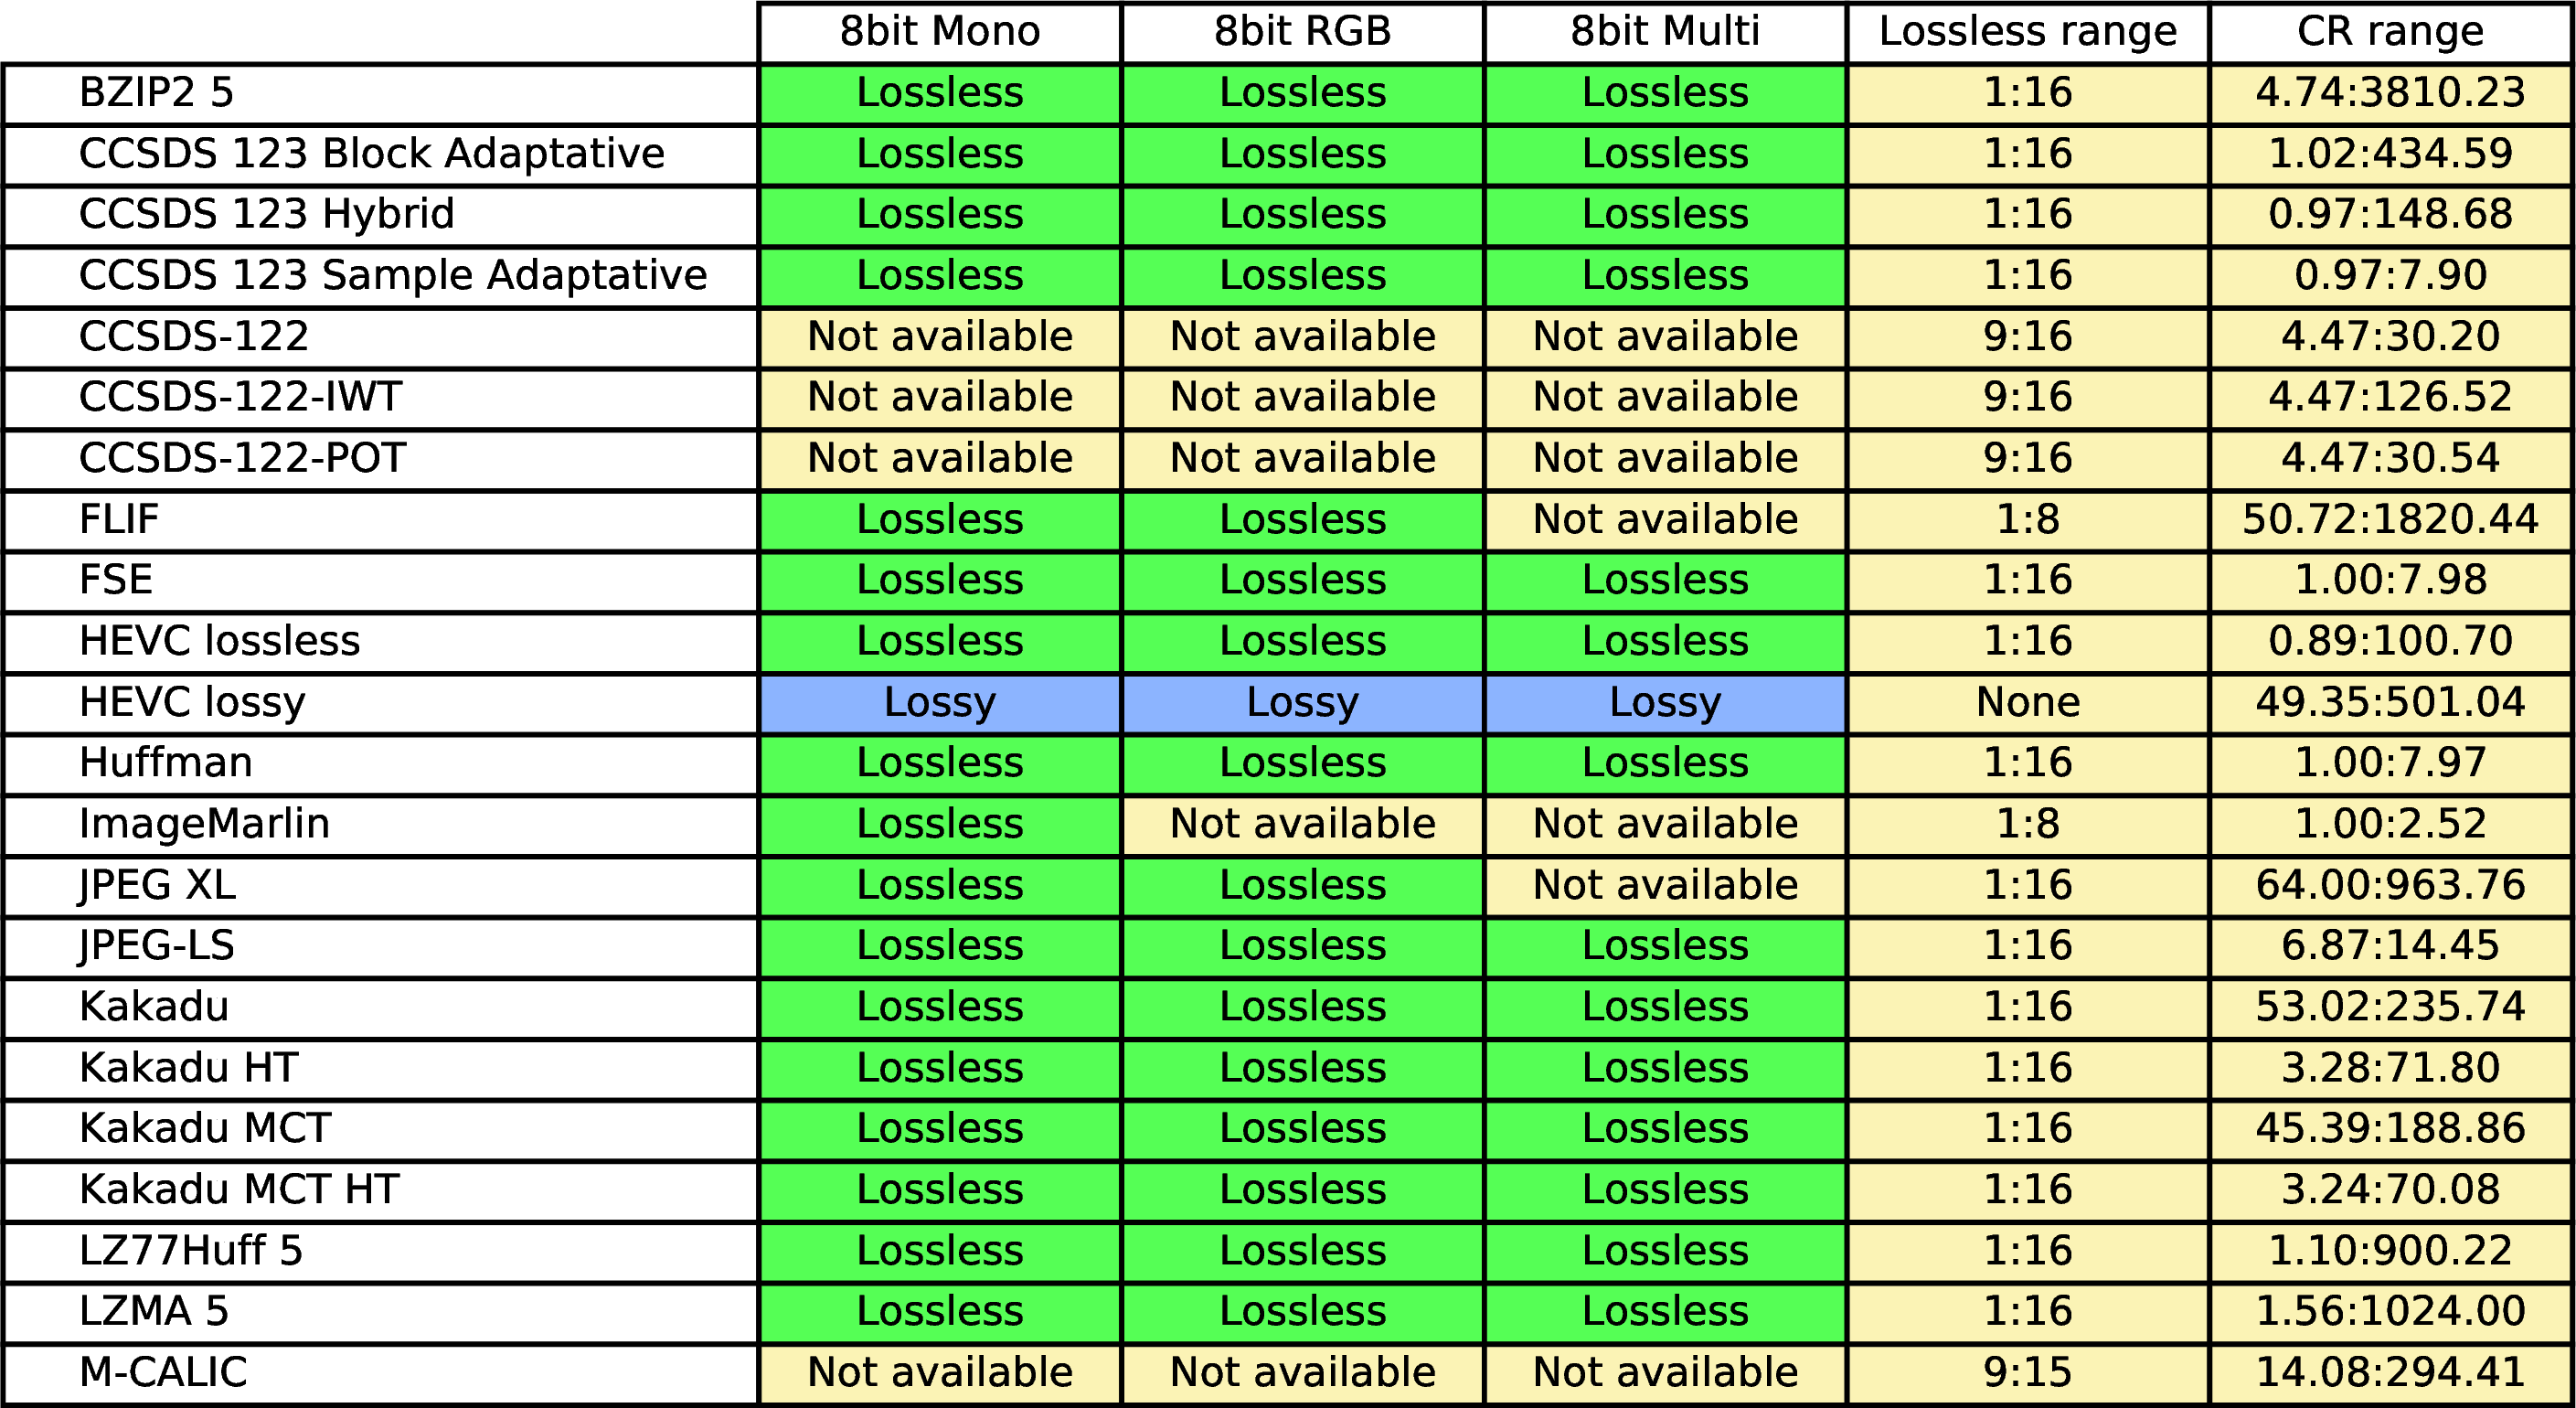 8bit Mono 8bit RGB 8bit Multi Lossless range CR range
BZIP2 5 Lossless Lossless Lossless 1:16 4.74:3810.23
CCSDS 123 Block Adaptative Lossless Lossless Lossless 1:16 1.02:434.59
CCSDS 123 Hybrid Lossless Lossless Lossless 1:16 0.97:148.68
CCSDS 123 Sample Adaptative Lossless Lossless Lossless 1:16 0.97:7.90
CCSDS-122 Not available Not available Not available 9:16 4.47:30.20
CCSDS-122-IWT Not available Not available Not available 9:16 4.47:126.52
CCSDS-122-POT Not available Not available Not available 9:16 4.47:30.54
FLIF Lossless Lossless Not available 1:8 50.72:1820.44
FSE Lossless Lossless Lossless 1:16 1.00:7.98
HEVC lossless Lossless Lossless Lossless 1:16 0.89:100.70
HEVC lossy Lossy Lossy Lossy None 49.35:501.04
Huffman Lossless Lossless Lossless 1:16 1.00:7.97
ImageMarlin Lossless Not available Not available 1:8 1.00:2.52
JPEG XL Lossless Lossless Not available 1:16 64.00:963.76
JPEG-LS Lossless Lossless Lossless 1:16 6.87:14.45
Kakadu Lossless Lossless Lossless 1:16 53.02:235.74
Kakadu HT Lossless Lossless Lossless 1:16 3.28:71.80
Kakadu MCT Lossless Lossless Lossless 1:16 45.39:188.86
Kakadu MCT HT Lossless Lossless Lossless 1:16 3.24:70.08
LZ77Huff 5 Lossless Lossless Lossless 1:16 1.10:900.22
LZMA 5 Lossless Lossless Lossless 1:16 1.56:1024.00
M-CALIC Not available Not available Not available 9:15 14.08:294.41